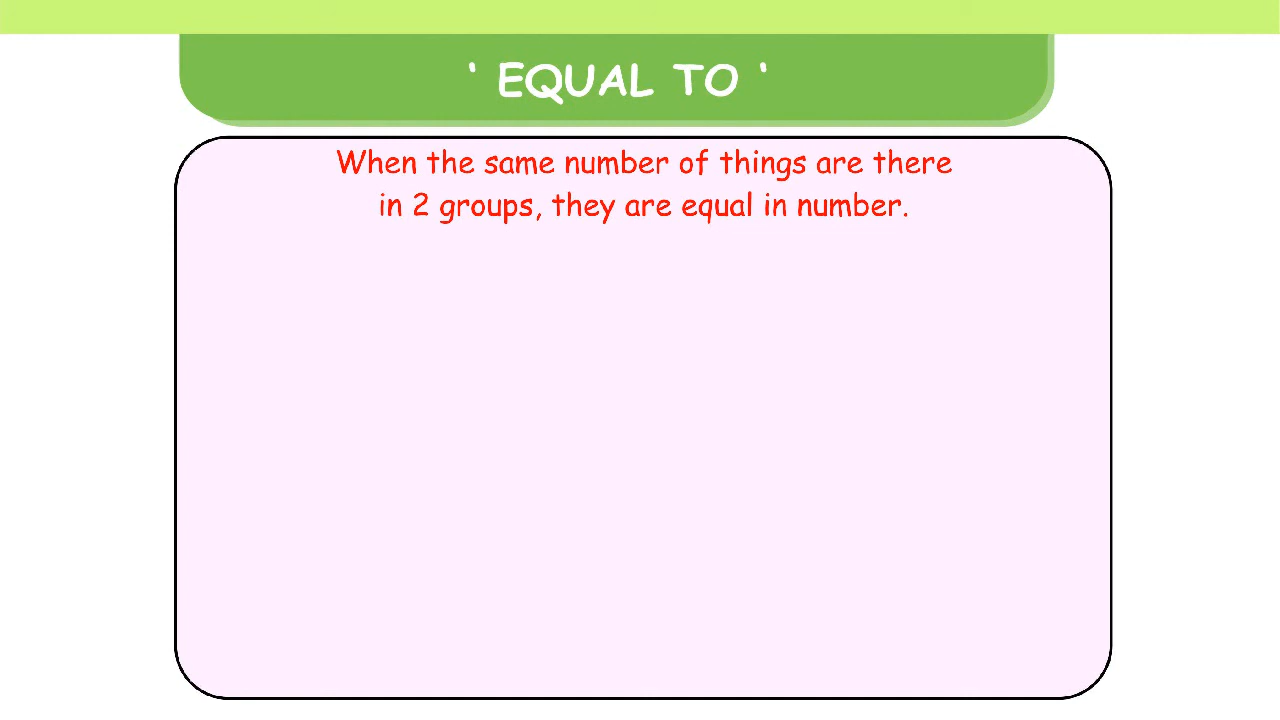 ‘ EQUAL TO ‘
When the same number of things are there
in 2 groups, they are equal in number.